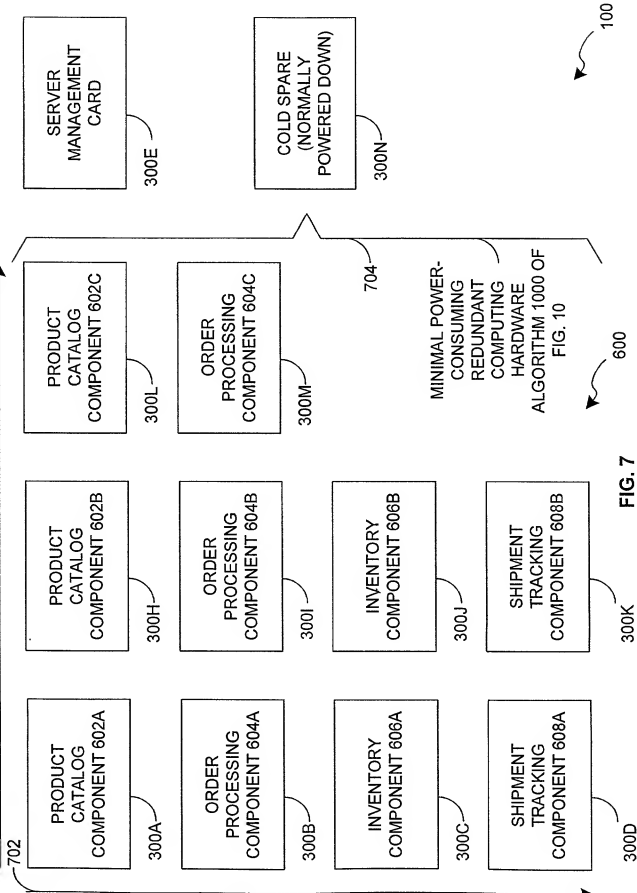 702
PRODUCT
CATALOG
COMPONENT 602A
300A
ORDER
PROCESSING
COMPONENT 604A
300B
INVENTORY
COMPONENT 606A
300C
SHIPMENT
TRACKING
COMPONENT 608A
300D
PRODUCT
CATALOG
COMPONENT 602B
300H
ORDER
PROCESSING
COMPONENT 604B
300I
INVENTORY
COMPONENT 606B
300J
SHIPMENT
TRACKING
COMPONENT 608B
300K
PRODUCT
CATALOG
COMPONENT 602C
300L
ORDER
PROCESSING
COMPONENT 604C
300M
704
MINIMAL POWER-
CONSUMING
REDUNDANT
COMPUTING
HARDWARE
ALGORITHM 1000 OF
FIG. 10
600
SERVER
MANAGEMENT
CARD
300E
COLD SPARE
(NORMALLY
POWERED DOWN)
300N
100
FIG. 7